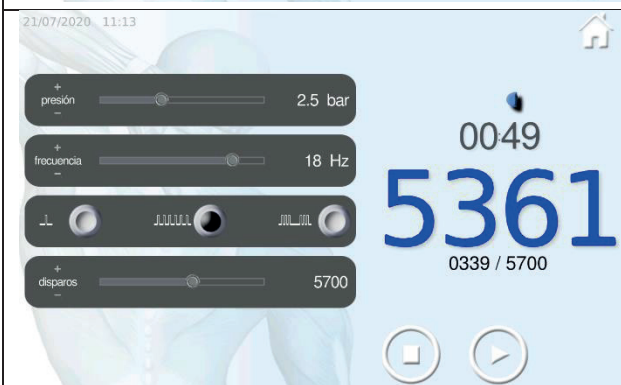 21/07/2020 11:13
+
presión
−
2.5 bar
+
frecuencia
−
18 Hz
+
disparos
−
5700
00:49
5361
0339 / 5700